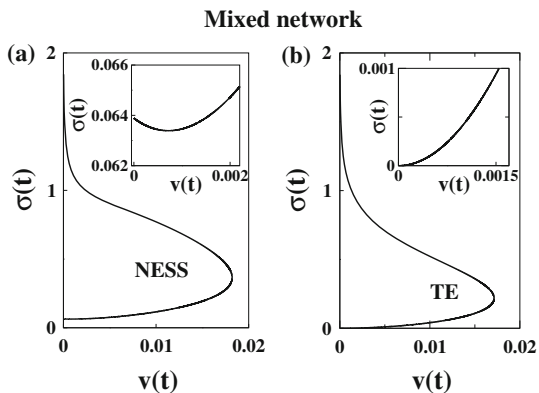 Mixed network
(a)
σ(t)
2
1
0
0
0.01
0.02
v(t)
NESS
σ(t)
0.066
0.064
0.062
0
0.002
v(t)
(b)
σ(t)
2
1
0
0
0.01
0.02
v(t)
TE
σ(t)
0.001
0
0
0.0015
v(t)